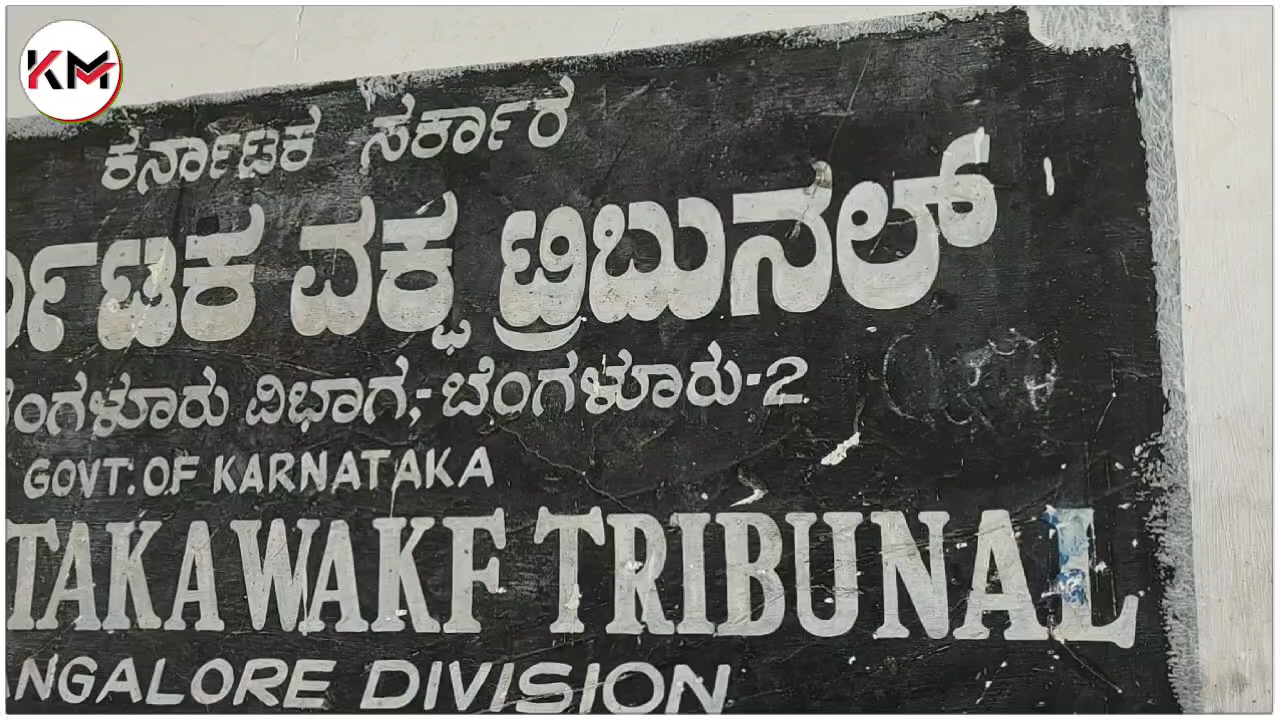 KM
ಕರ್ನಾಟಕ ಸರ್ಕಾರ
ರ್ನಾಟಕ ವಕ್ಫ ಟ್ರಿಬುನಲ್
ಬೆಂಗಳೂರು ವಿಭಾಗ,-ಬೆಂಗಳೂರು-2
GOVT: OF KARNATAKA
TAKA WAKF TRIBUNAL
ANGALORE DIVISION